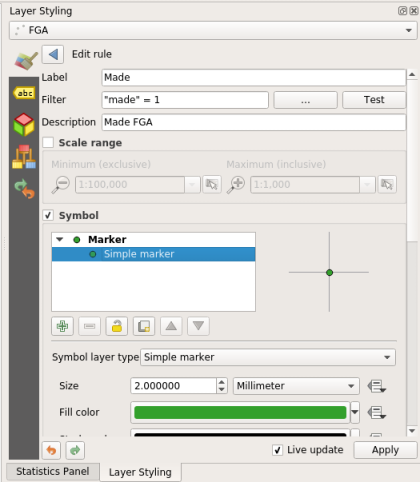 Layer Styling
FGA
Edit rule
Label Made
abc
Filter "made" = 1 ... Test
Description Made FGA
Scale range
Minimum (exclusive) Maximum (inclusive)
1:100,000 1:1,000
Symbol
Marker
Simple marker
Symbol layer type Simple marker
Size 2.000000 Millimeter
Fill color
Live update Apply
Statistics Panel Layer Styling